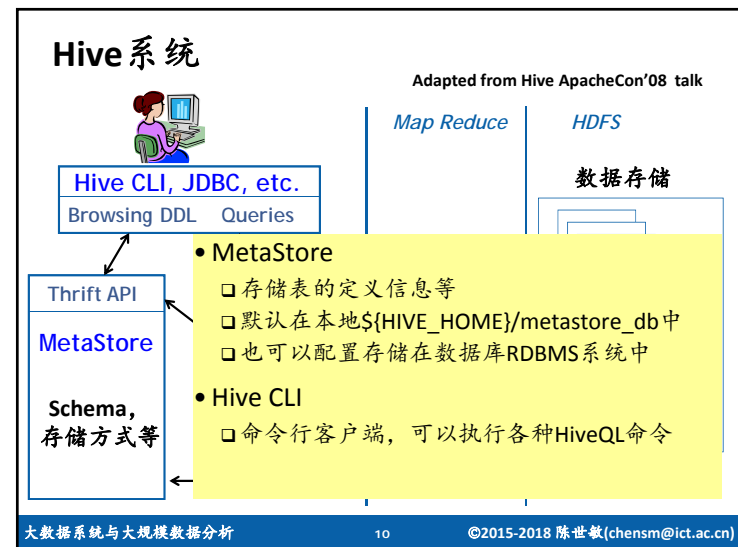 Hive系统
Adapted from Hive ApacheCon’08 talk
Map Reduce
HDFS
数据存储
Hive CLI, JDBC, etc.
Browsing DDL Queries
Thrift API
MetaStore
Schema，
存储方式等
• MetaStore
□存储表的定义信息等
□默认在本地${HIVE_HOME}/metastore_db中
□也可以配置存储在数据库RDBMS系统中
• Hive CLI
□命令行客户端，可以执行各种HiveQL命令
大数据系统与大规模数据分析
10
©2015-2018 陈世敏(chensm@ict.ac.cn)